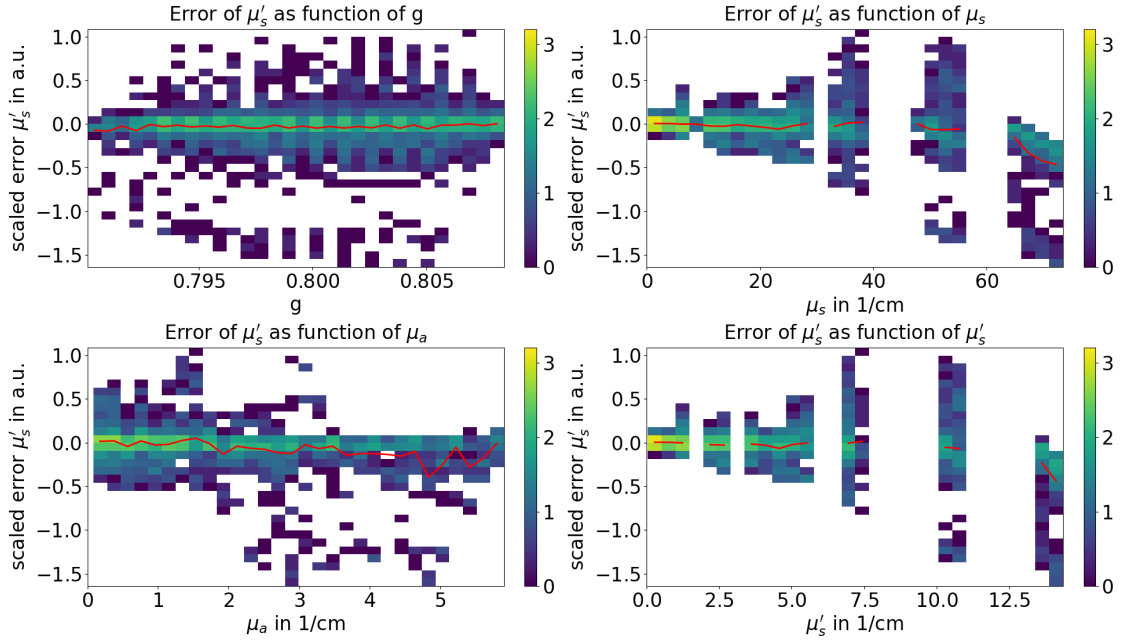 Error of μ′ₛ as function of g
scaled error μ′ₛ in a.u.
1.0
0.5
0.0
−0.5
−1.0
−1.5
0.795 0.800 0.805
g
3
2
1
0
Error of μ′ₛ as function of μₛ
scaled error μ′ₛ in a.u.
1.0
0.5
0.0
−0.5
−1.0
−1.5
0 20 40 60
μₛ in 1/cm
3
2
1
0
Error of μ′ₛ as function of μₐ
scaled error μ′ₛ in a.u.
1.0
0.5
0.0
−0.5
−1.0
−1.5
0 1 2 3 4 5
μₐ in 1/cm
3
2
1
0
Error of μ′ₛ as function of μ′ₛ
scaled error μ′ₛ in a.u.
1.0
0.5
0.0
−0.5
−1.0
−1.5
0.0 2.5 5.0 7.5 10.0 12.5
μ′ₛ in 1/cm
3
2
1
0